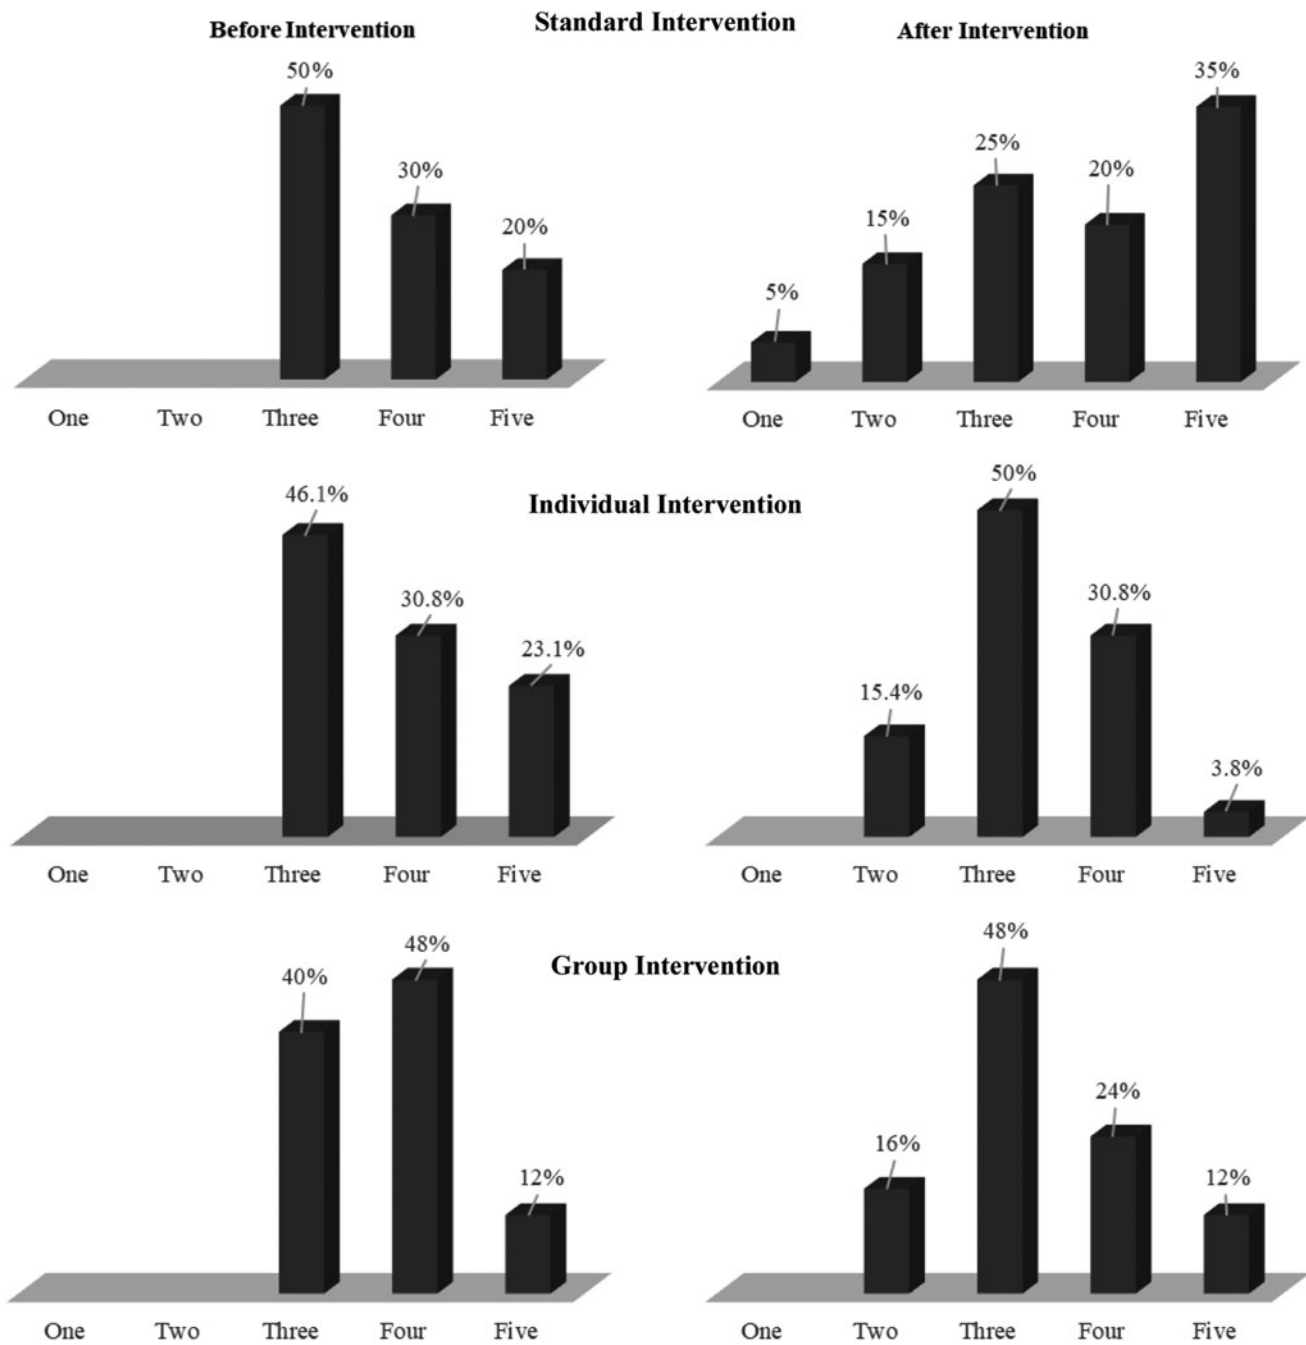 Standard Intervention
Before Intervention
After Intervention
50%
30%
20%
One Two Three Four Five
5%
15%
25%
20%
35%
One Two Three Four Five
Individual Intervention
46.1%
30.8%
23.1%
One Two Three Four Five
15.4%
50%
30.8%
3.8%
One Two Three Four Five
Group Intervention
40%
48%
12%
One Two Three Four Five
16%
48%
24%
12%
One Two Three Four Five